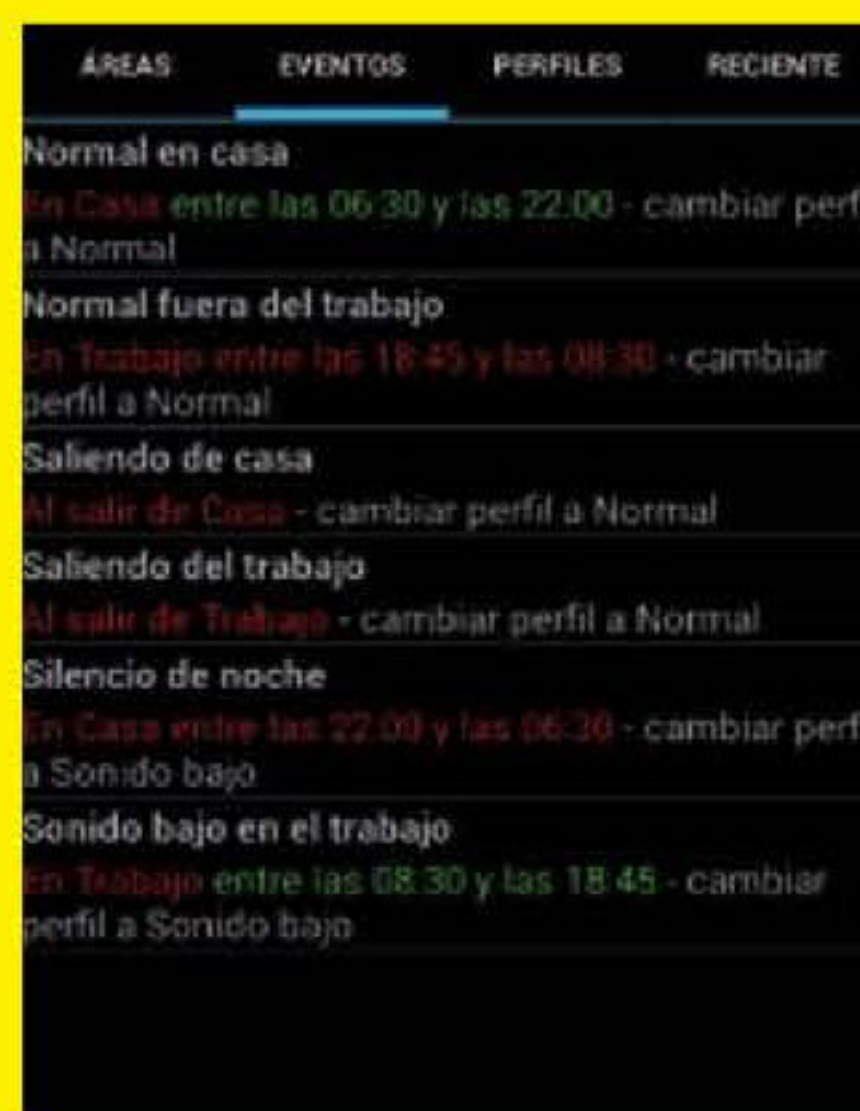 ÁREAS EVENTOS PERFILES RECIENTE
Normal en casa
En Casa entre las 06:30 y las 22:00 - cambiar perf
a Normal
Normal fuera del trabajo
En Trabajo entre las 18:45 y las 08:30 - cambiar
perfil a Normal
Saliendo de casa
Al salir de Casa - cambiar perfil a Normal
Saliendo del trabajo
Al salir de Trabajo - cambiar perfil a Normal
Silencio de noche
En Casa entre las 22:00 y las 06:30 - cambiar perf
a Sonido bajo
Sonido bajo en el trabajo
En Trabajo entre las 08:30 y las 18:45 - cambiar
perfil a Sonido bajo